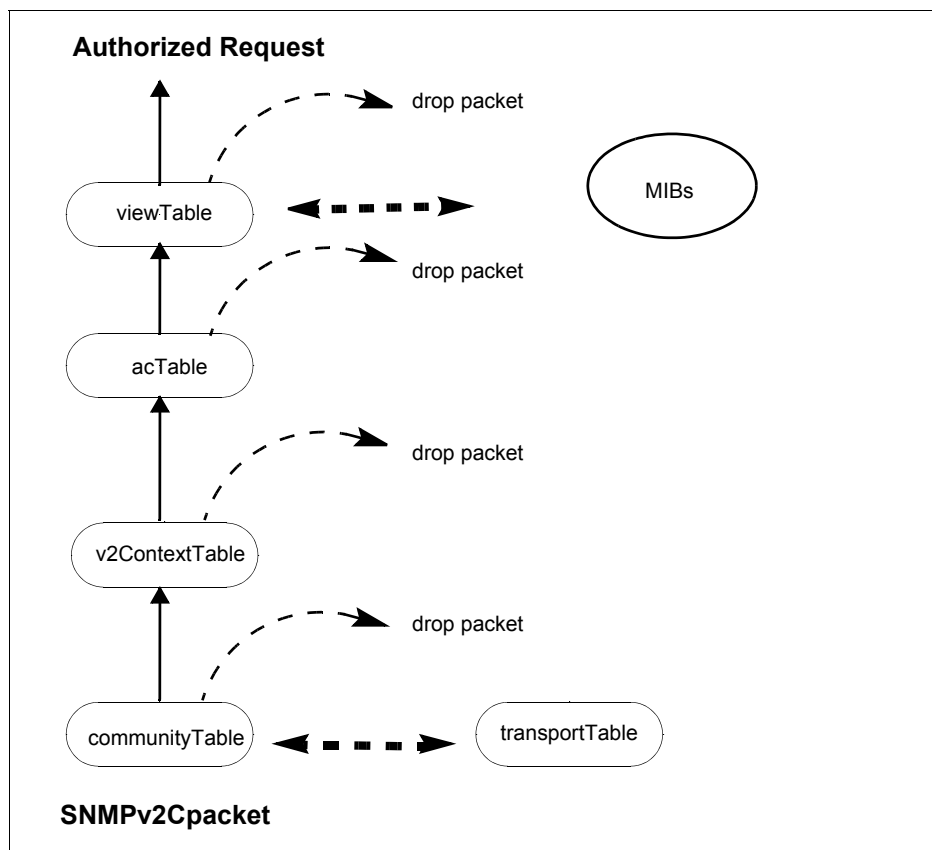 Authorized Request
drop packet
MIBs
viewTable
drop packet
acTable
drop packet
v2ContextTable
drop packet
communityTable
transportTable
SNMPv2Cpacket